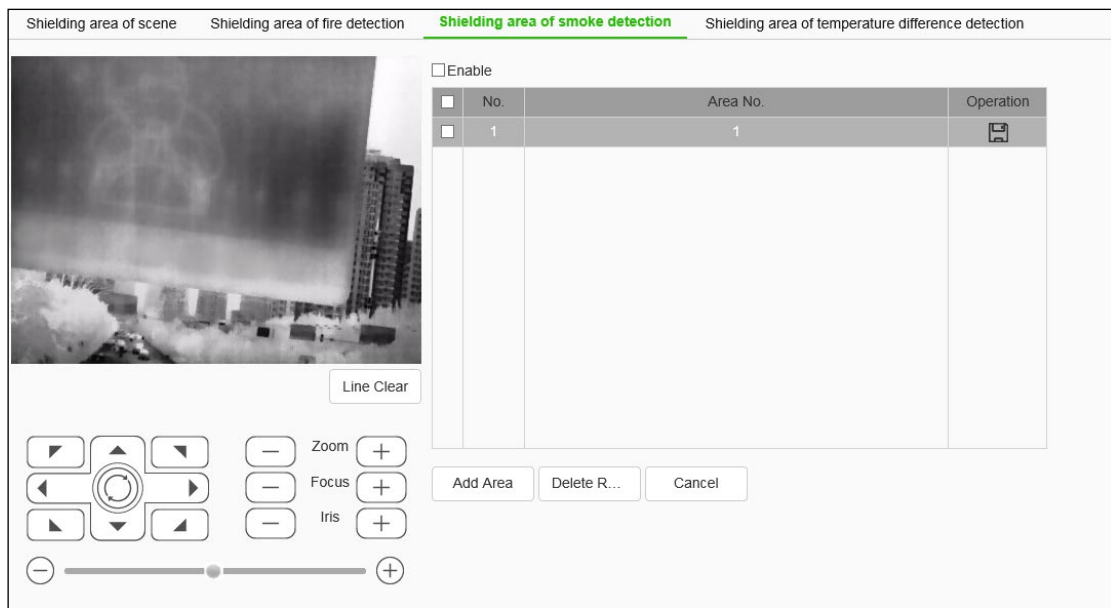 Shielding area of scene Shielding area of fire detection Shielding area of smoke detection Shielding area of temperature difference detection
Enable
No. Area No. Operation
1 1
Line Clear
Zoom
Focus
Iris
Add Area Delete R... Cancel